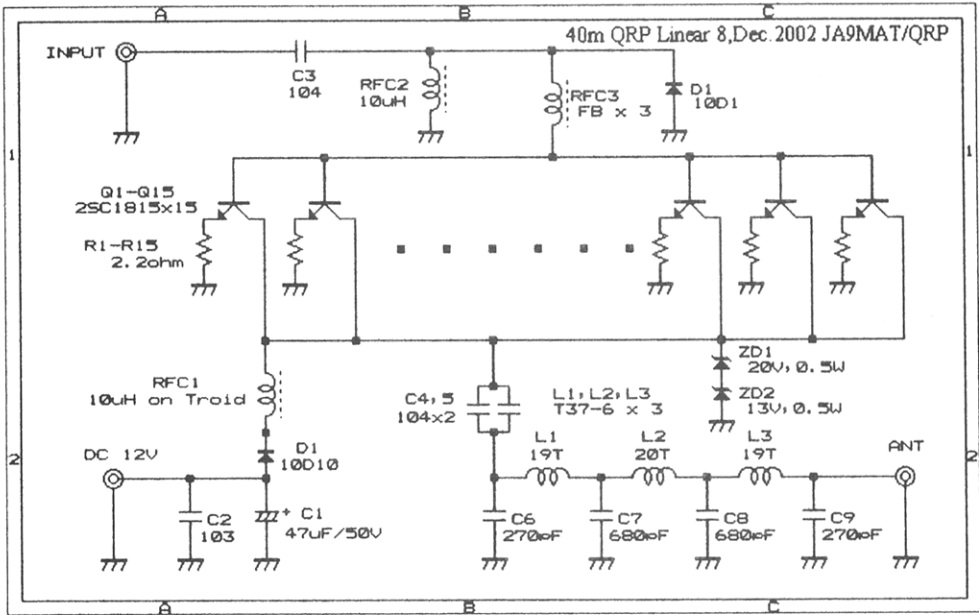 A B C
40m QRP Linear 8,Dec.2002 JA9MAT/QRP
INPUT
C3
104
RFC2
10uH
RFC3
FB x 3
D1
10D1
1 1
Q1-Q15
2SC1815x15
R1-R15
2.2ohm
RFC1
10uH on Troid
C4,5
104x2
L1,L2,L3
T37-6 x 3
ZD1
20V,0.5W
ZD2
13V,0.5W
D1
10D10
DC 12V
L1
19T
L2
20T
L3
19T
ANT
2 2
C2
103
+ C1
47uF/50V
C6
270pF
C7
680pF
C8
680pF
C9
270pF
A B C